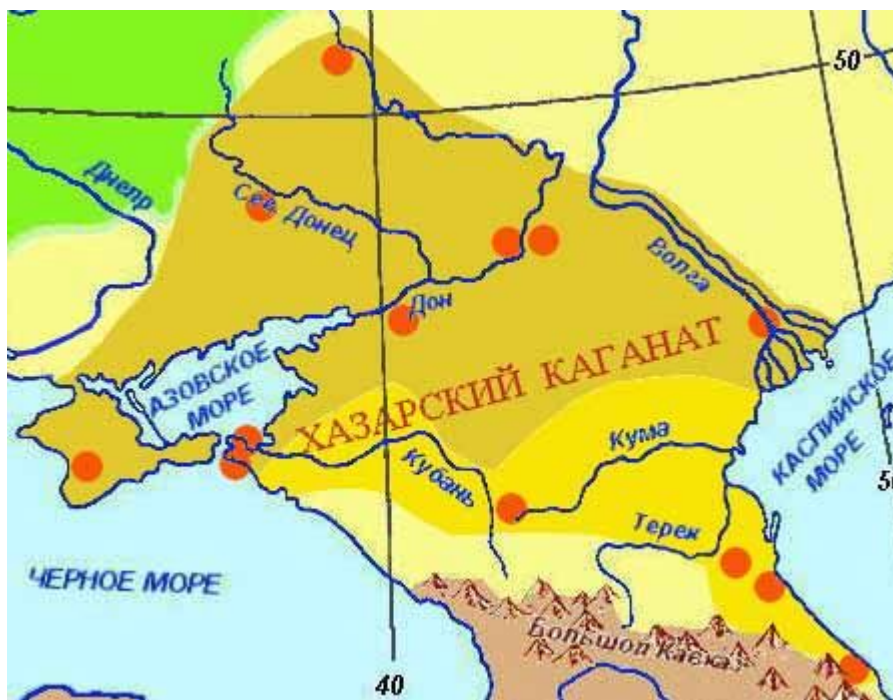 50
Днепр
Сев. Донец
Волга
Дон
АЗОВСКОЕ
МОРЕ
ХАЗАРСКИЙ КАГАНАТ
КАСПИЙСКОЕ
МОРЕ
Кума
Кубань
50
Терек
ЧЕРНОЕ МОРЕ
Большой Кавказ
40